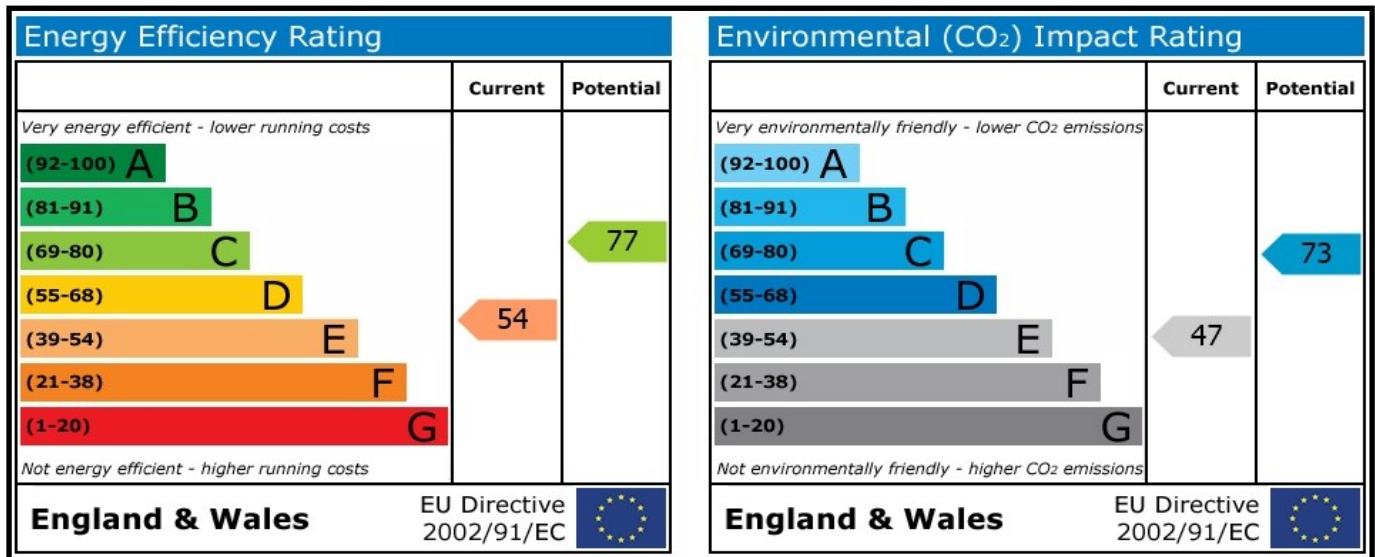 Energy Efficiency Rating
Current Potential
Very energy efficient - lower running costs
(92-100) A
(81-91) B
(69-80) C
77
(55-68) D
54
(39-54) E
(21-38) F
(1-20) G
Not energy efficient - higher running costs
England & Wales
EU Directive
2002/91/EC
Environmental (CO₂) Impact Rating
Current Potential
Very environmentally friendly - lower CO₂ emissions
(92-100) A
(81-91) B
(69-80) C
73
(55-68) D
(39-54) E
47
(21-38) F
(1-20) G
Not environmentally friendly - higher CO₂ emissions
England & Wales
EU Directive
2002/91/EC